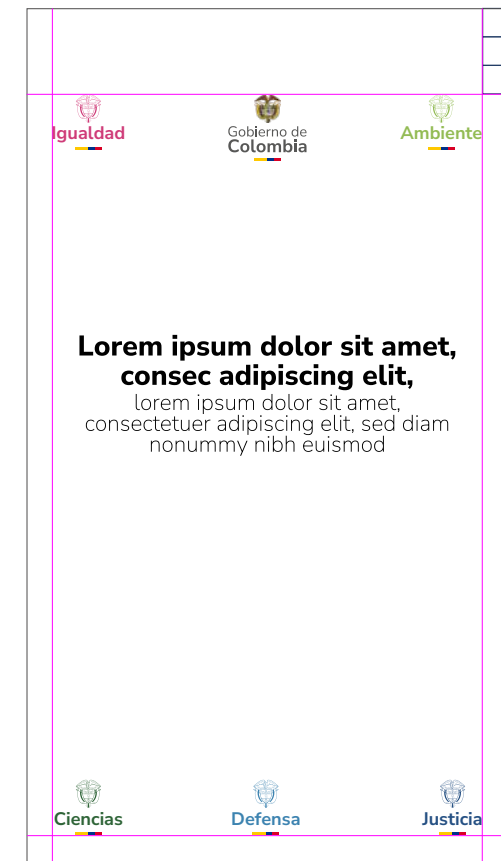 Igualdad
Gobierno de
Colombia
Ambiente
Lorem ipsum dolor sit amet,
consec adipiscing elit,
lorem ipsum dolor sit amet,
consectetuer adipiscing elit, sed diam
nonummy nibh euismod
Ciencias
Defensa
Justicia